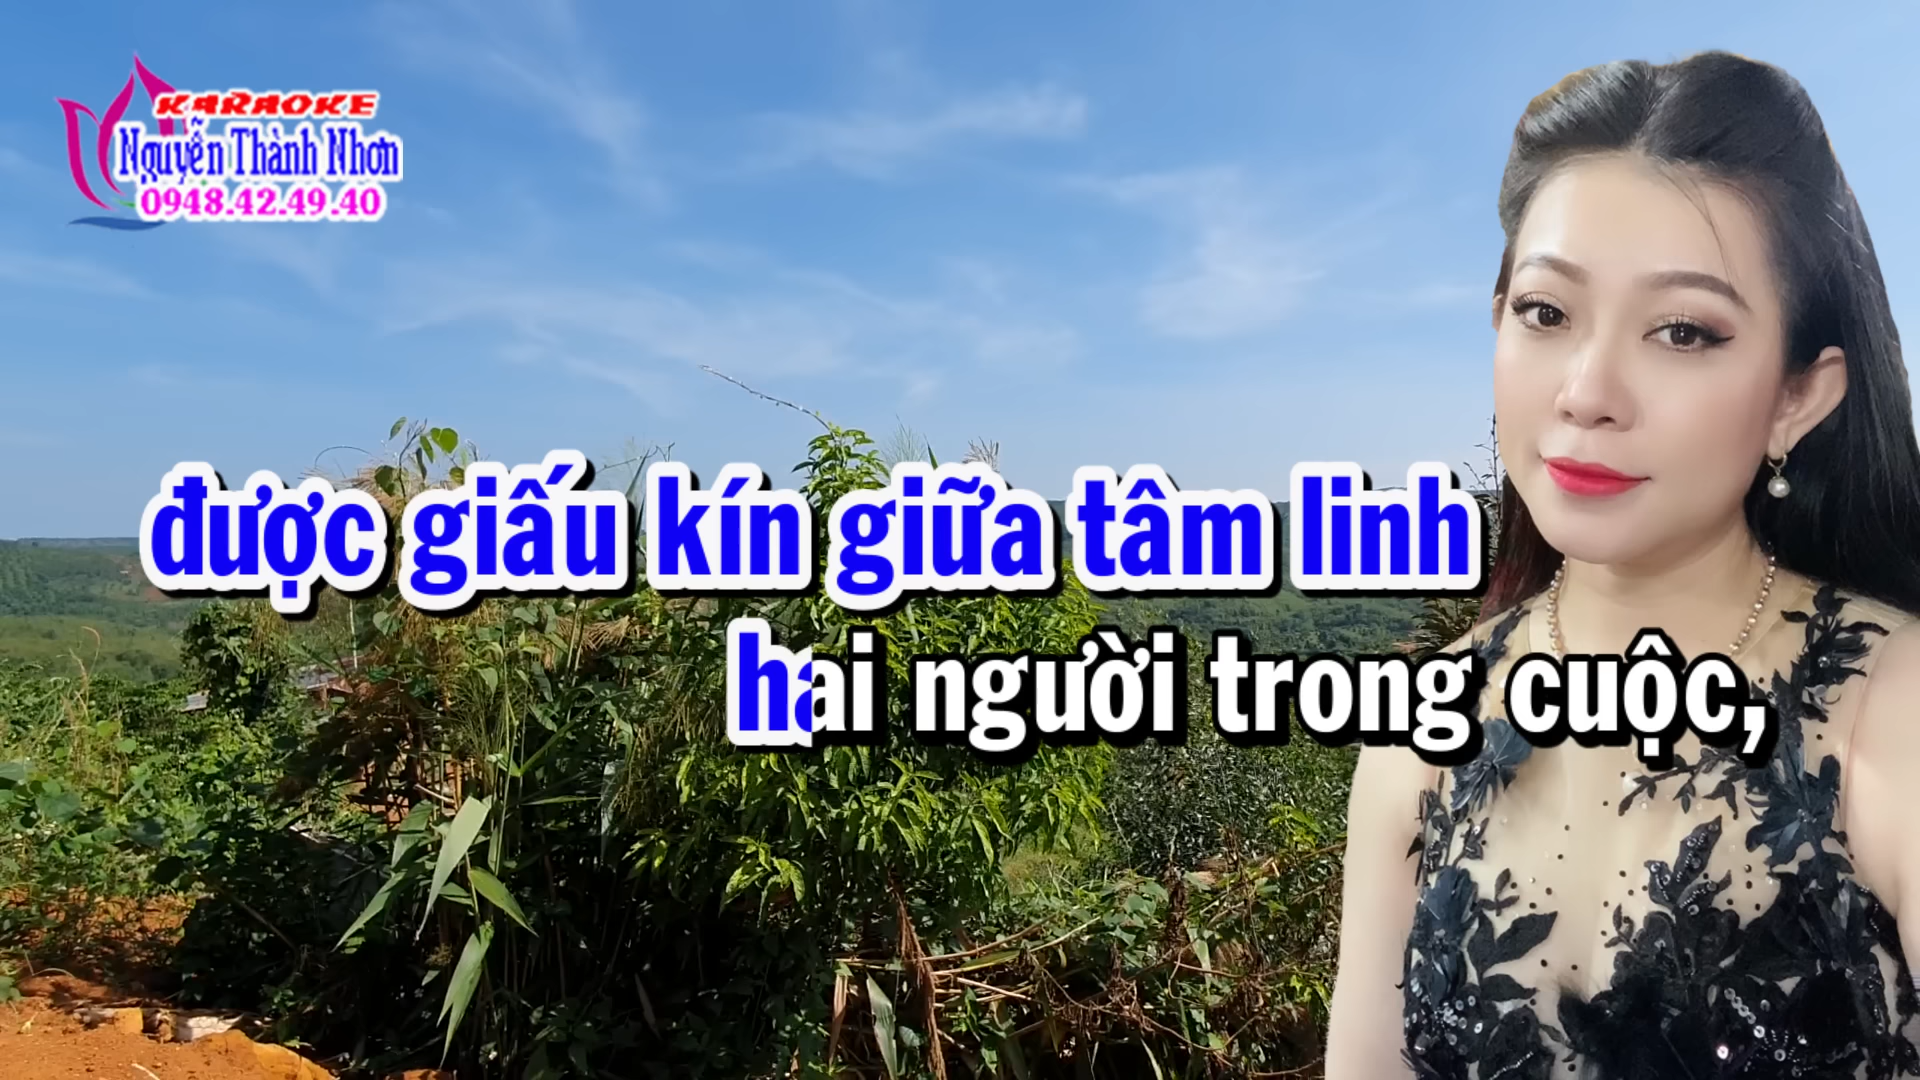 KARAOKE
Nguyễn Thành Nhơn
0948.42.49.40
được giấu kín giữa tâm linh
hai người trong cuộc,